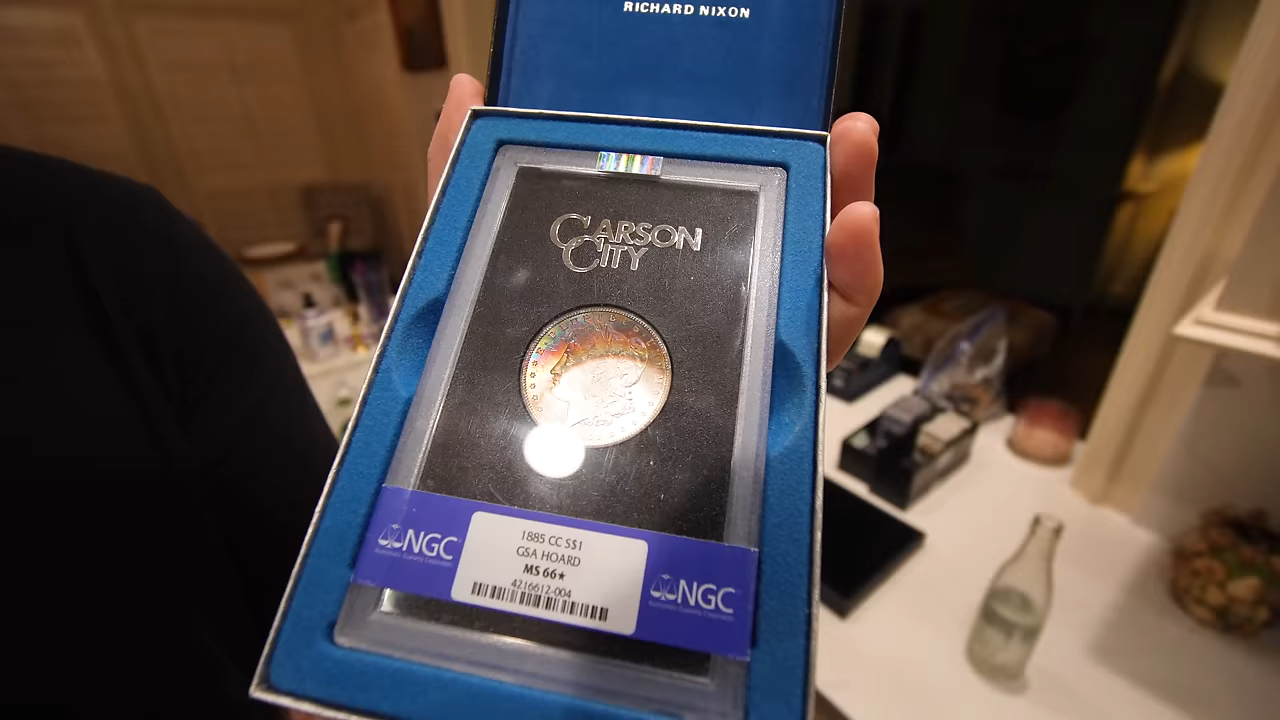 RICHARD NIXON
CARSON
CITY
NGC
1885 CC S$1
GSA HOARD
MS 66★
4216612-004
NGC